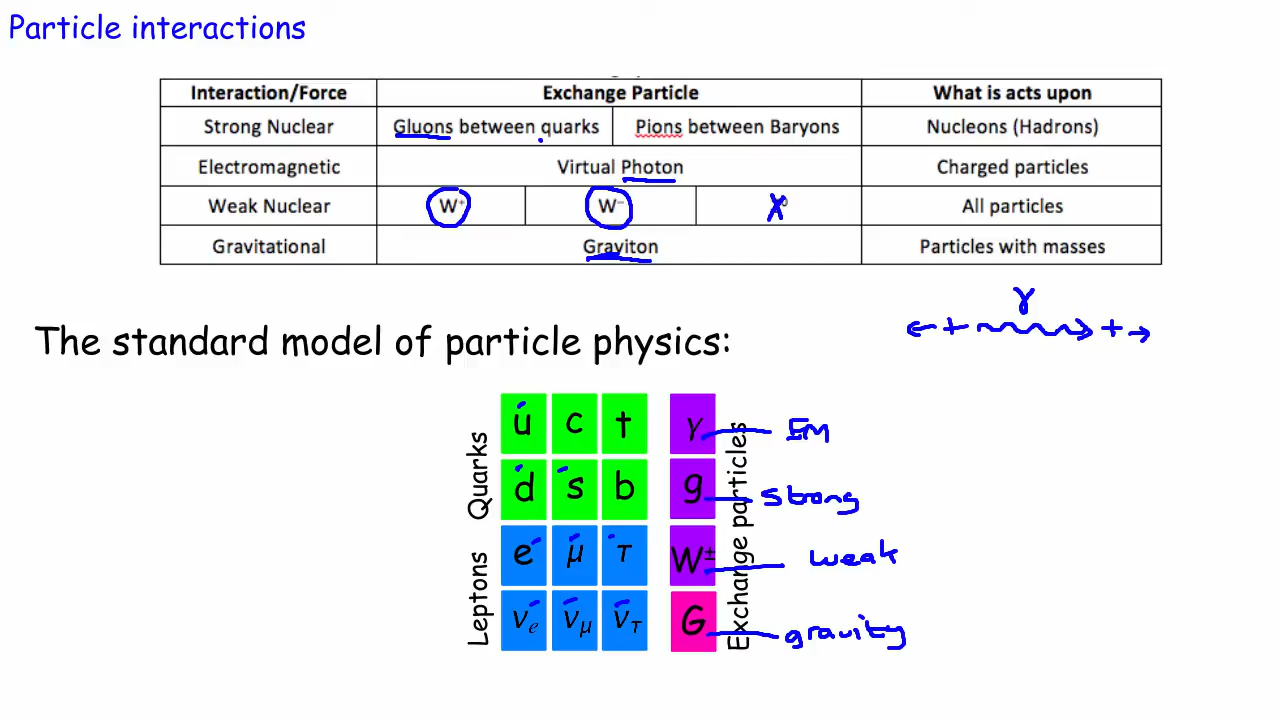 Particle interactions
Interaction/Force Exchange Particle What is acts upon
Strong Nuclear Gluons between quarks Pions between Baryons Nucleons (Hadrons)
Electromagnetic Virtual Photon Charged particles
Weak Nuclear W⁺ W⁻ All particles
Gravitational Graviton Particles with masses
γ
+ +
The standard model of particle physics:
Quarks
Leptons
Exchange particles
u c t γ EM
d s b g strong
e μ τ W± weak
νe νμ ντ G gravity